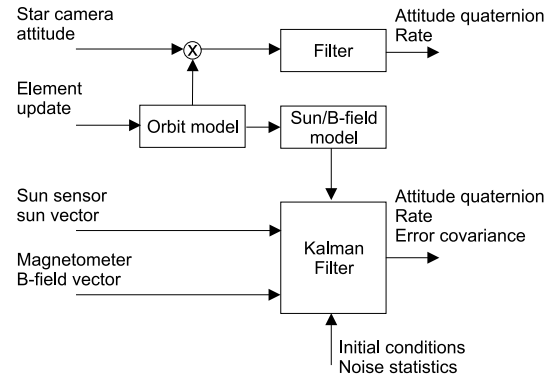 Star camera
attitude
X
Filter
Attitude quaternion
Rate
Element
update
Orbit model
Sun/B-field
model
Sun sensor
sun vector
Magnetometer
B-field vector
Kalman
Filter
Attitude quaternion
Rate
Error covariance
Initial conditions
Noise statistics